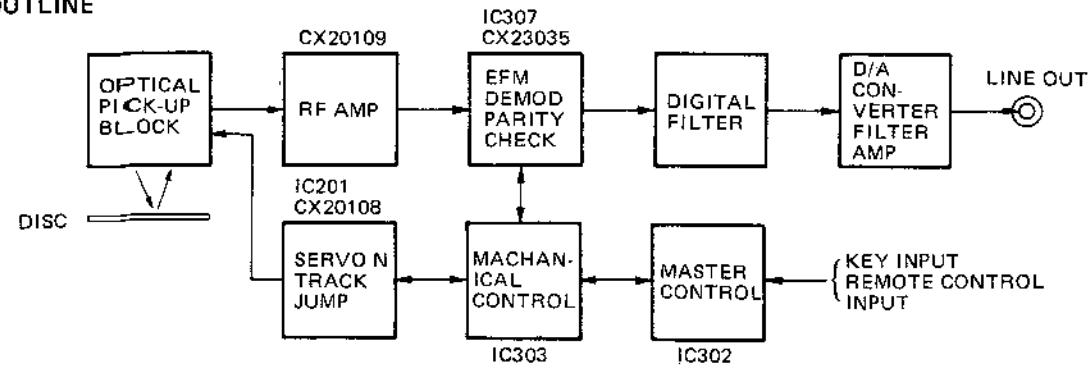 OUTLINE
CX20109
IC307
CX23035
OPTICAL
PICK-UP
BLOCK
RF AMP
EFM
DEMOD
PARITY
CHECK
DIGITAL
FILTER
D/A
CON-
VERTER
FILTER
AMP
LINE OUT
DISC
IC201
CX20108
SERVO N
TRACK
JUMP
MACHAN-
ICAL
CONTROL
IC303
MASTER
CONTROL
IC302
KEY INPUT
REMOTE CONTROL
INPUT